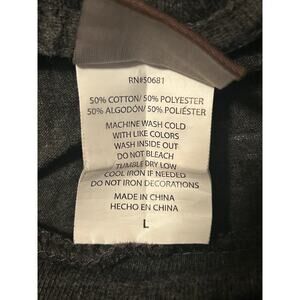 RN#50681
50% COTTON/ 50% POLYESTER
50% ALGODÓN/ 50% POLIÉSTER
MACHINE WASH COLD
WITH LIKE COLORS
WASH INSIDE OUT
DO NOT BLEACH
TUMBLE DRY LOW
COOL IRON IF NEEDED
DO NOT IRON DECORATIONS
MADE IN CHINA
HECHO EN CHINA
L